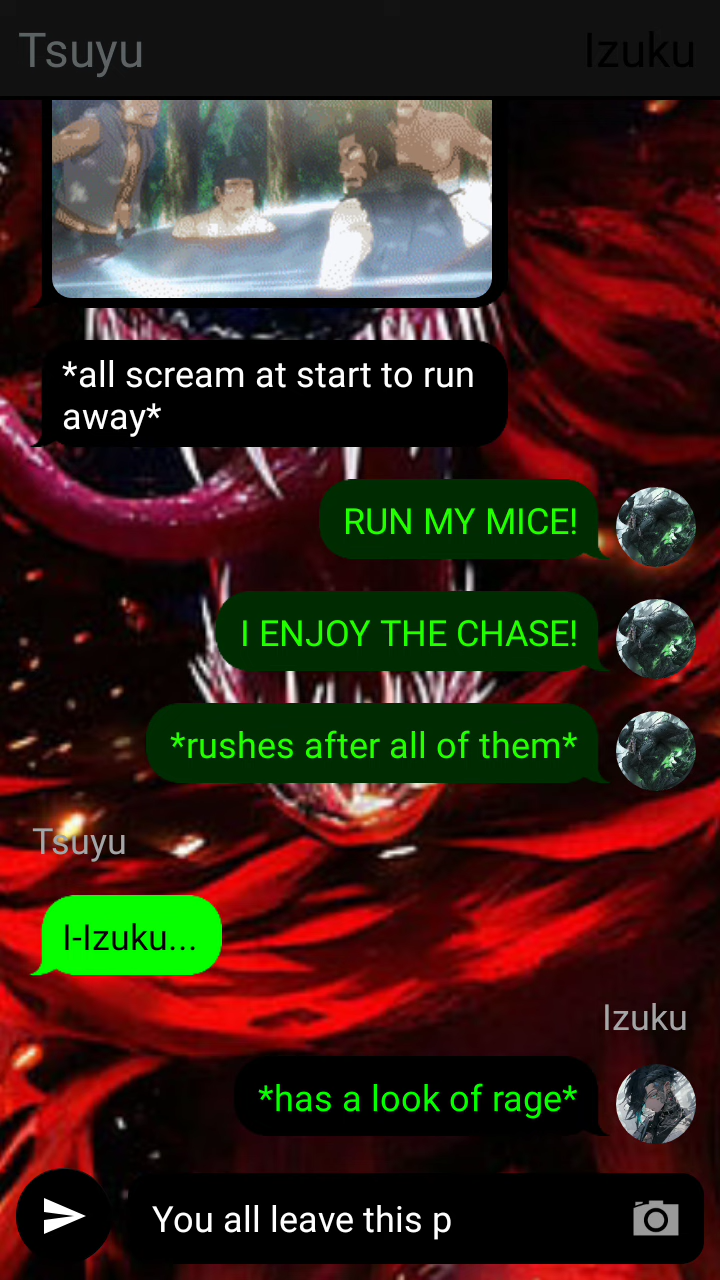 Tsuyu
Izuku
*all scream at start to run
away*
RUN MY MICE!
I ENJOY THE CHASE!
*rushes after all of them*
Tsuyu
I-Izuku...
Izuku
*has a look of rage*
You all leave this p